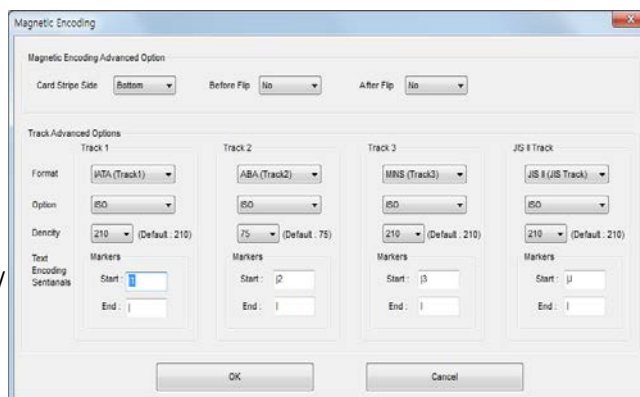 Magnetic Encoding
Magnetic Encoding Advanced Option
Card Stripe Side Bottom Before Flip No After Flip No
Track Advanced Options
Track 1 Track 2 Track 3 JIS II Track
Format IATA (Track1) ABA (Track2) MINS (Track3) JIS II (JIS Track)
Option ISO ISO ISO ISO
Dencity 210 (Default : 210) 75 (Default : 75) 210 (Default : 210) 210 (Default : 210)
Text Encoding Sentianals Markers Markers Markers Markers
Start : |1 Start : |2 Start : |3 Start : |J
End : | End : | End : | End : |
OK Cancel
/